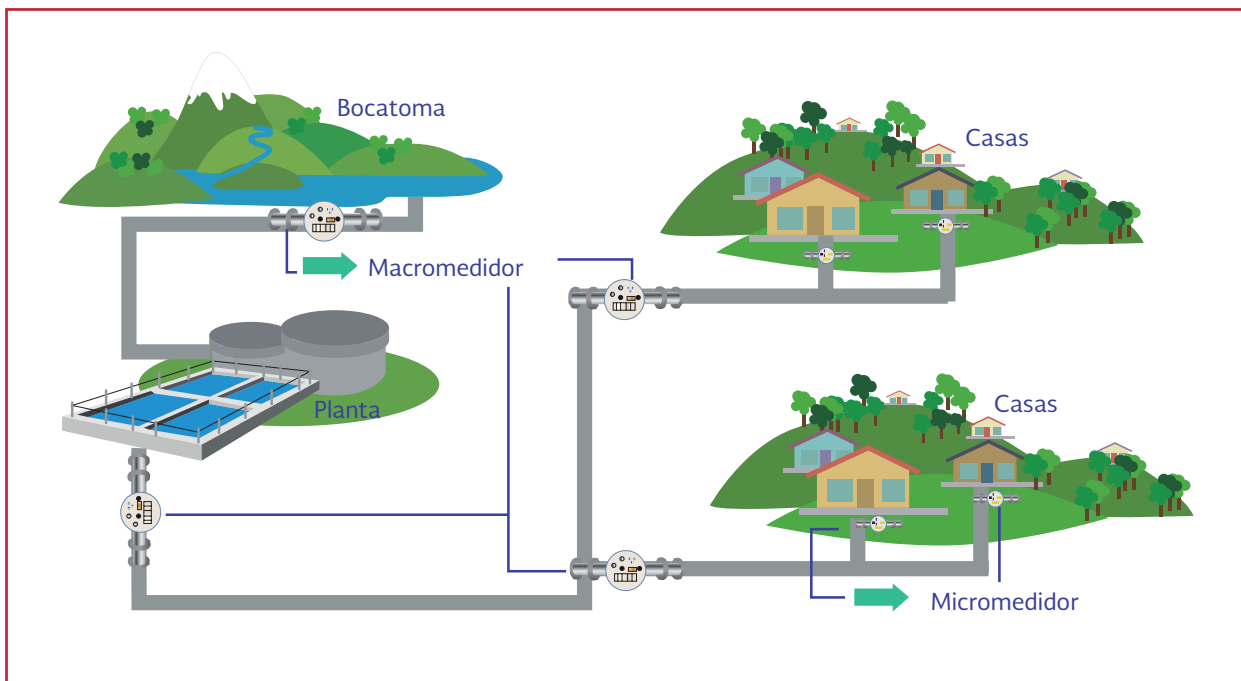 Bocatoma
Casas
Macromedidor
Planta
Casas
Micromedidor